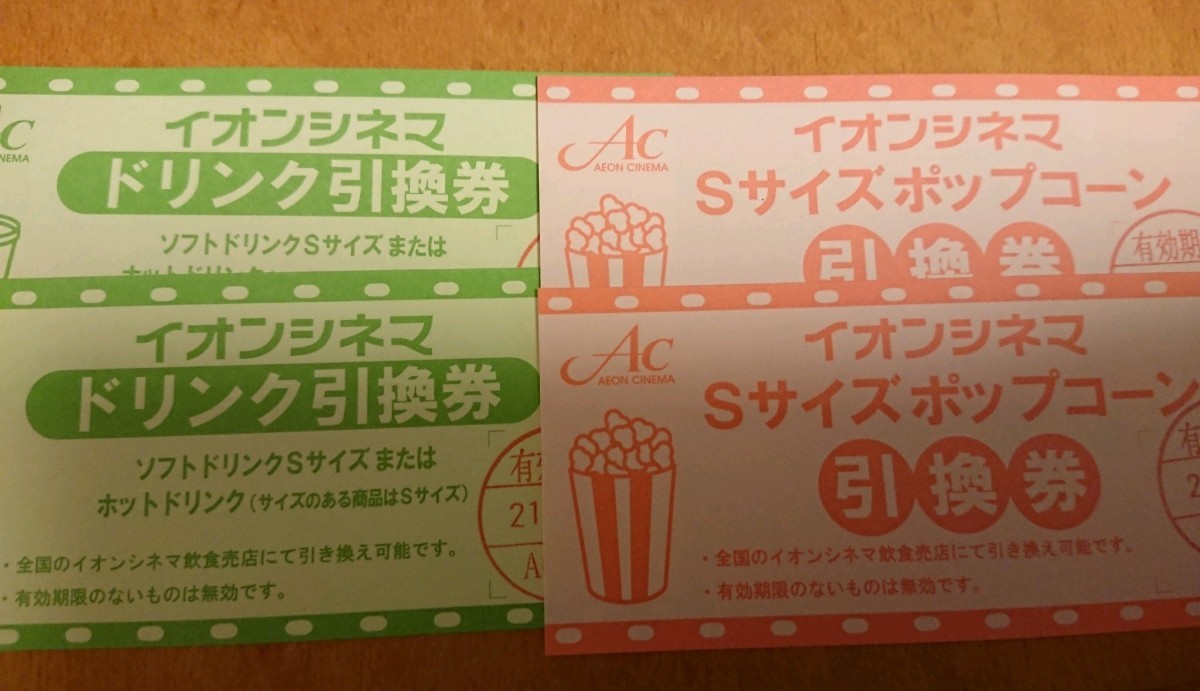 AC
NEMA
イオンシネマ
ドリンク引換券
ソフトドリンクSサイズ または
AC
AEON CINEMA
イオンシネマ
Sサイズポップコーン
引換券
有効期
イオンシネマ
ドリンク引換券
ソフトドリンクSサイズ または
ホットドリンク(サイズのある商品はSサイズ)
有効
21
A
・全国のイオンシネマ飲食売店にて引き換え可能です。
・有効期限のないものは無効です。
AC
AEON CINEMA
イオンシネマ
Sサイズポップコーン
引換券
有
2
・全国のイオンシネマ飲食売店にて引き換え可能です。
・有効期限のないものは無効です。